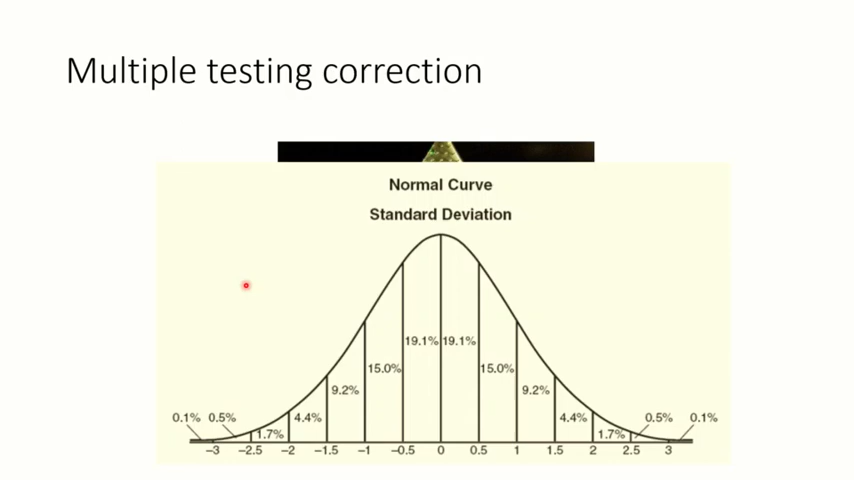 Multiple testing correction
Normal Curve
Standard Deviation
19.1% 19.1%
15.0% 15.0%
9.2% 9.2%
0.1% 0.5% 4.4% 4.4% 0.5% 0.1%
1.7% 1.7%
−3 −2.5 −2 −1.5 −1 −0.5 0 0.5 1 1.5 2 2.5 3